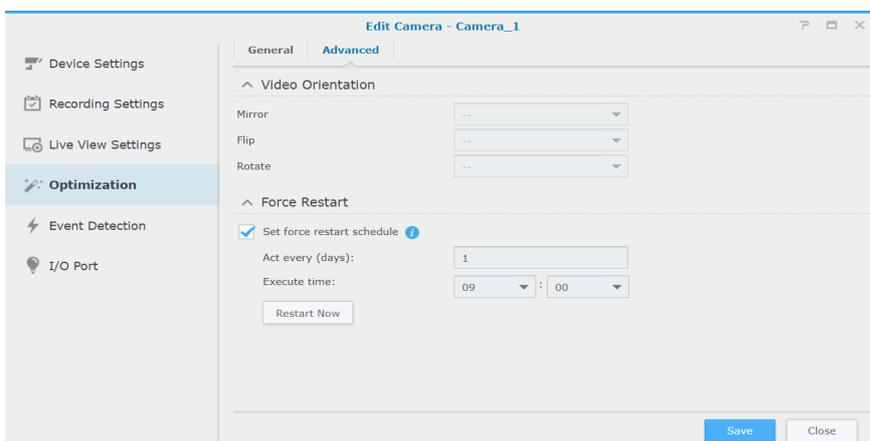 Edit Camera - Camera_1
Device Settings
Recording Settings
Live View Settings
Optimization
Event Detection
I/O Port
General Advanced
Video Orientation
Mirror --
Flip --
Rotate --
Force Restart
Set force restart schedule
Act every (days): 1
Execute time: 09 : 00
Restart Now
Save Close